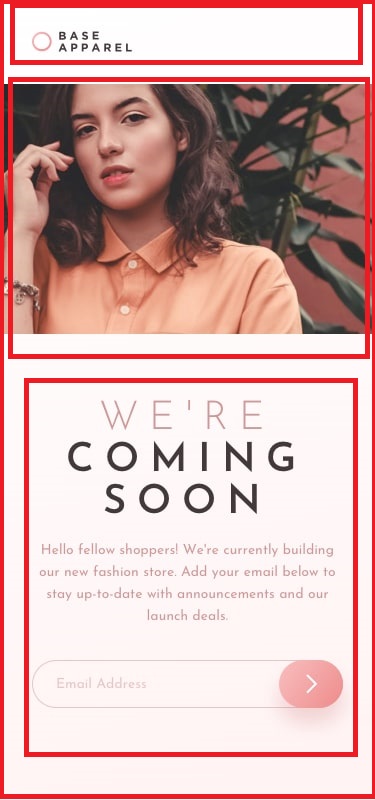 BASE
APPAREL
WE'RE
COMING
SOON
Hello fellow shoppers! We're currently building
our new fashion store. Add your email below to
stay up-to-date with announcements and our
launch deals.
Email Address